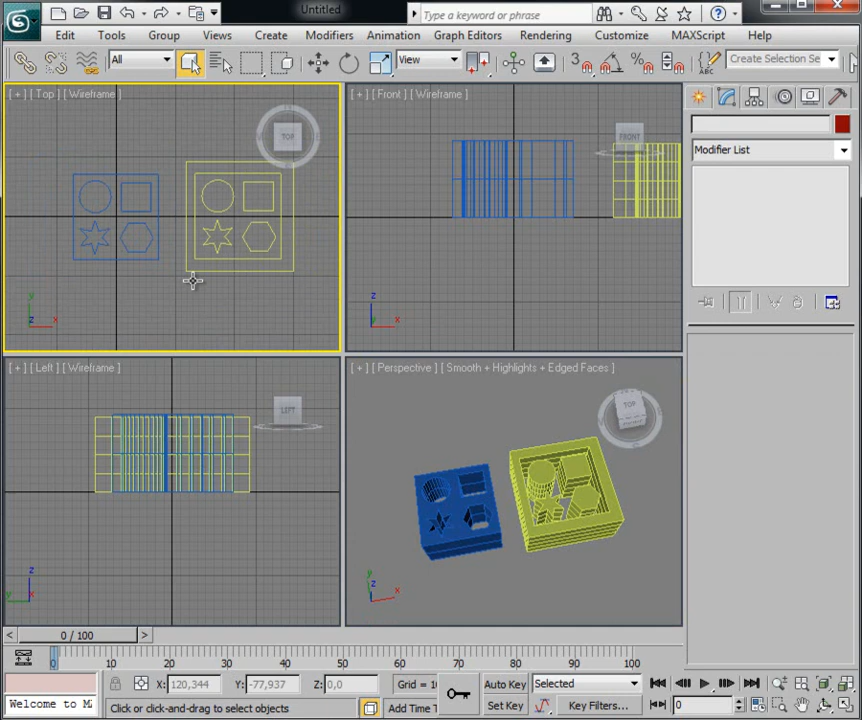 Untitled
Type a keyword or phrase
Edit Tools Group Views Create Modifiers Animation Graph Editors Rendering Customize MAXScript Help
All View 3 Create Selection Se
[ + ] [ Top ] [ Wireframe ]
TOP
y
z
x
[ + ] [ Front ] [ Wireframe ]
FRONT
z
y
x
Modifier List
[ + ] [ Left ] [ Wireframe ]
LEFT
z
y
x
[ + ] [ Perspective ] [ Smooth + Highlights + Edged Faces ]
TOP
y
z
x
< 0 / 100 >
0 10 20 30 40 50 60 70 80 90 100
X: 120,344 Y: -77,937 Z: 0,0 Grid = 1 Auto Key Selected
Welcome to M Click or click-and-drag to select objects Add Time T Set Key Key Filters... 0